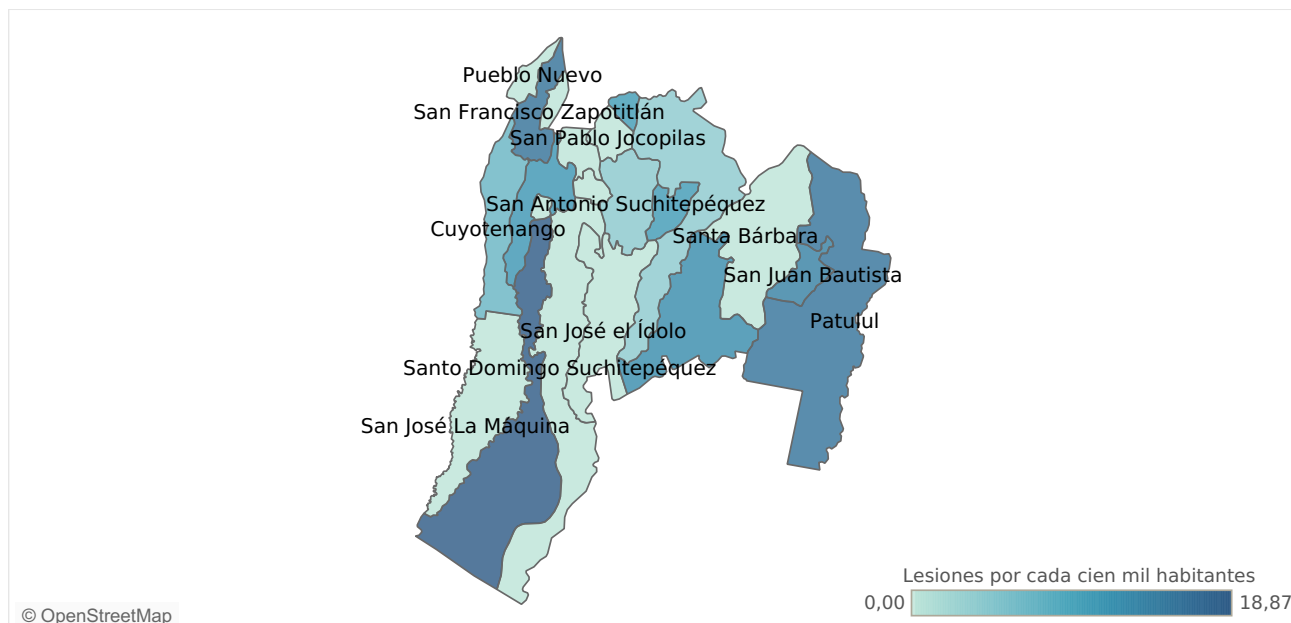 Pueblo Nuevo
San Francisco Zapotitlán
San Pablo Jocopilas
San Antonio Suchitepéquez
Cuyotenango
Santa Bárbara
San Juan Bautista
Patulul
San José el Ídolo
Santo Domingo Suchitepéquez
San José La Máquina
Lesiones por cada cien mil habitantes
0,00 18,87
© OpenStreetMap